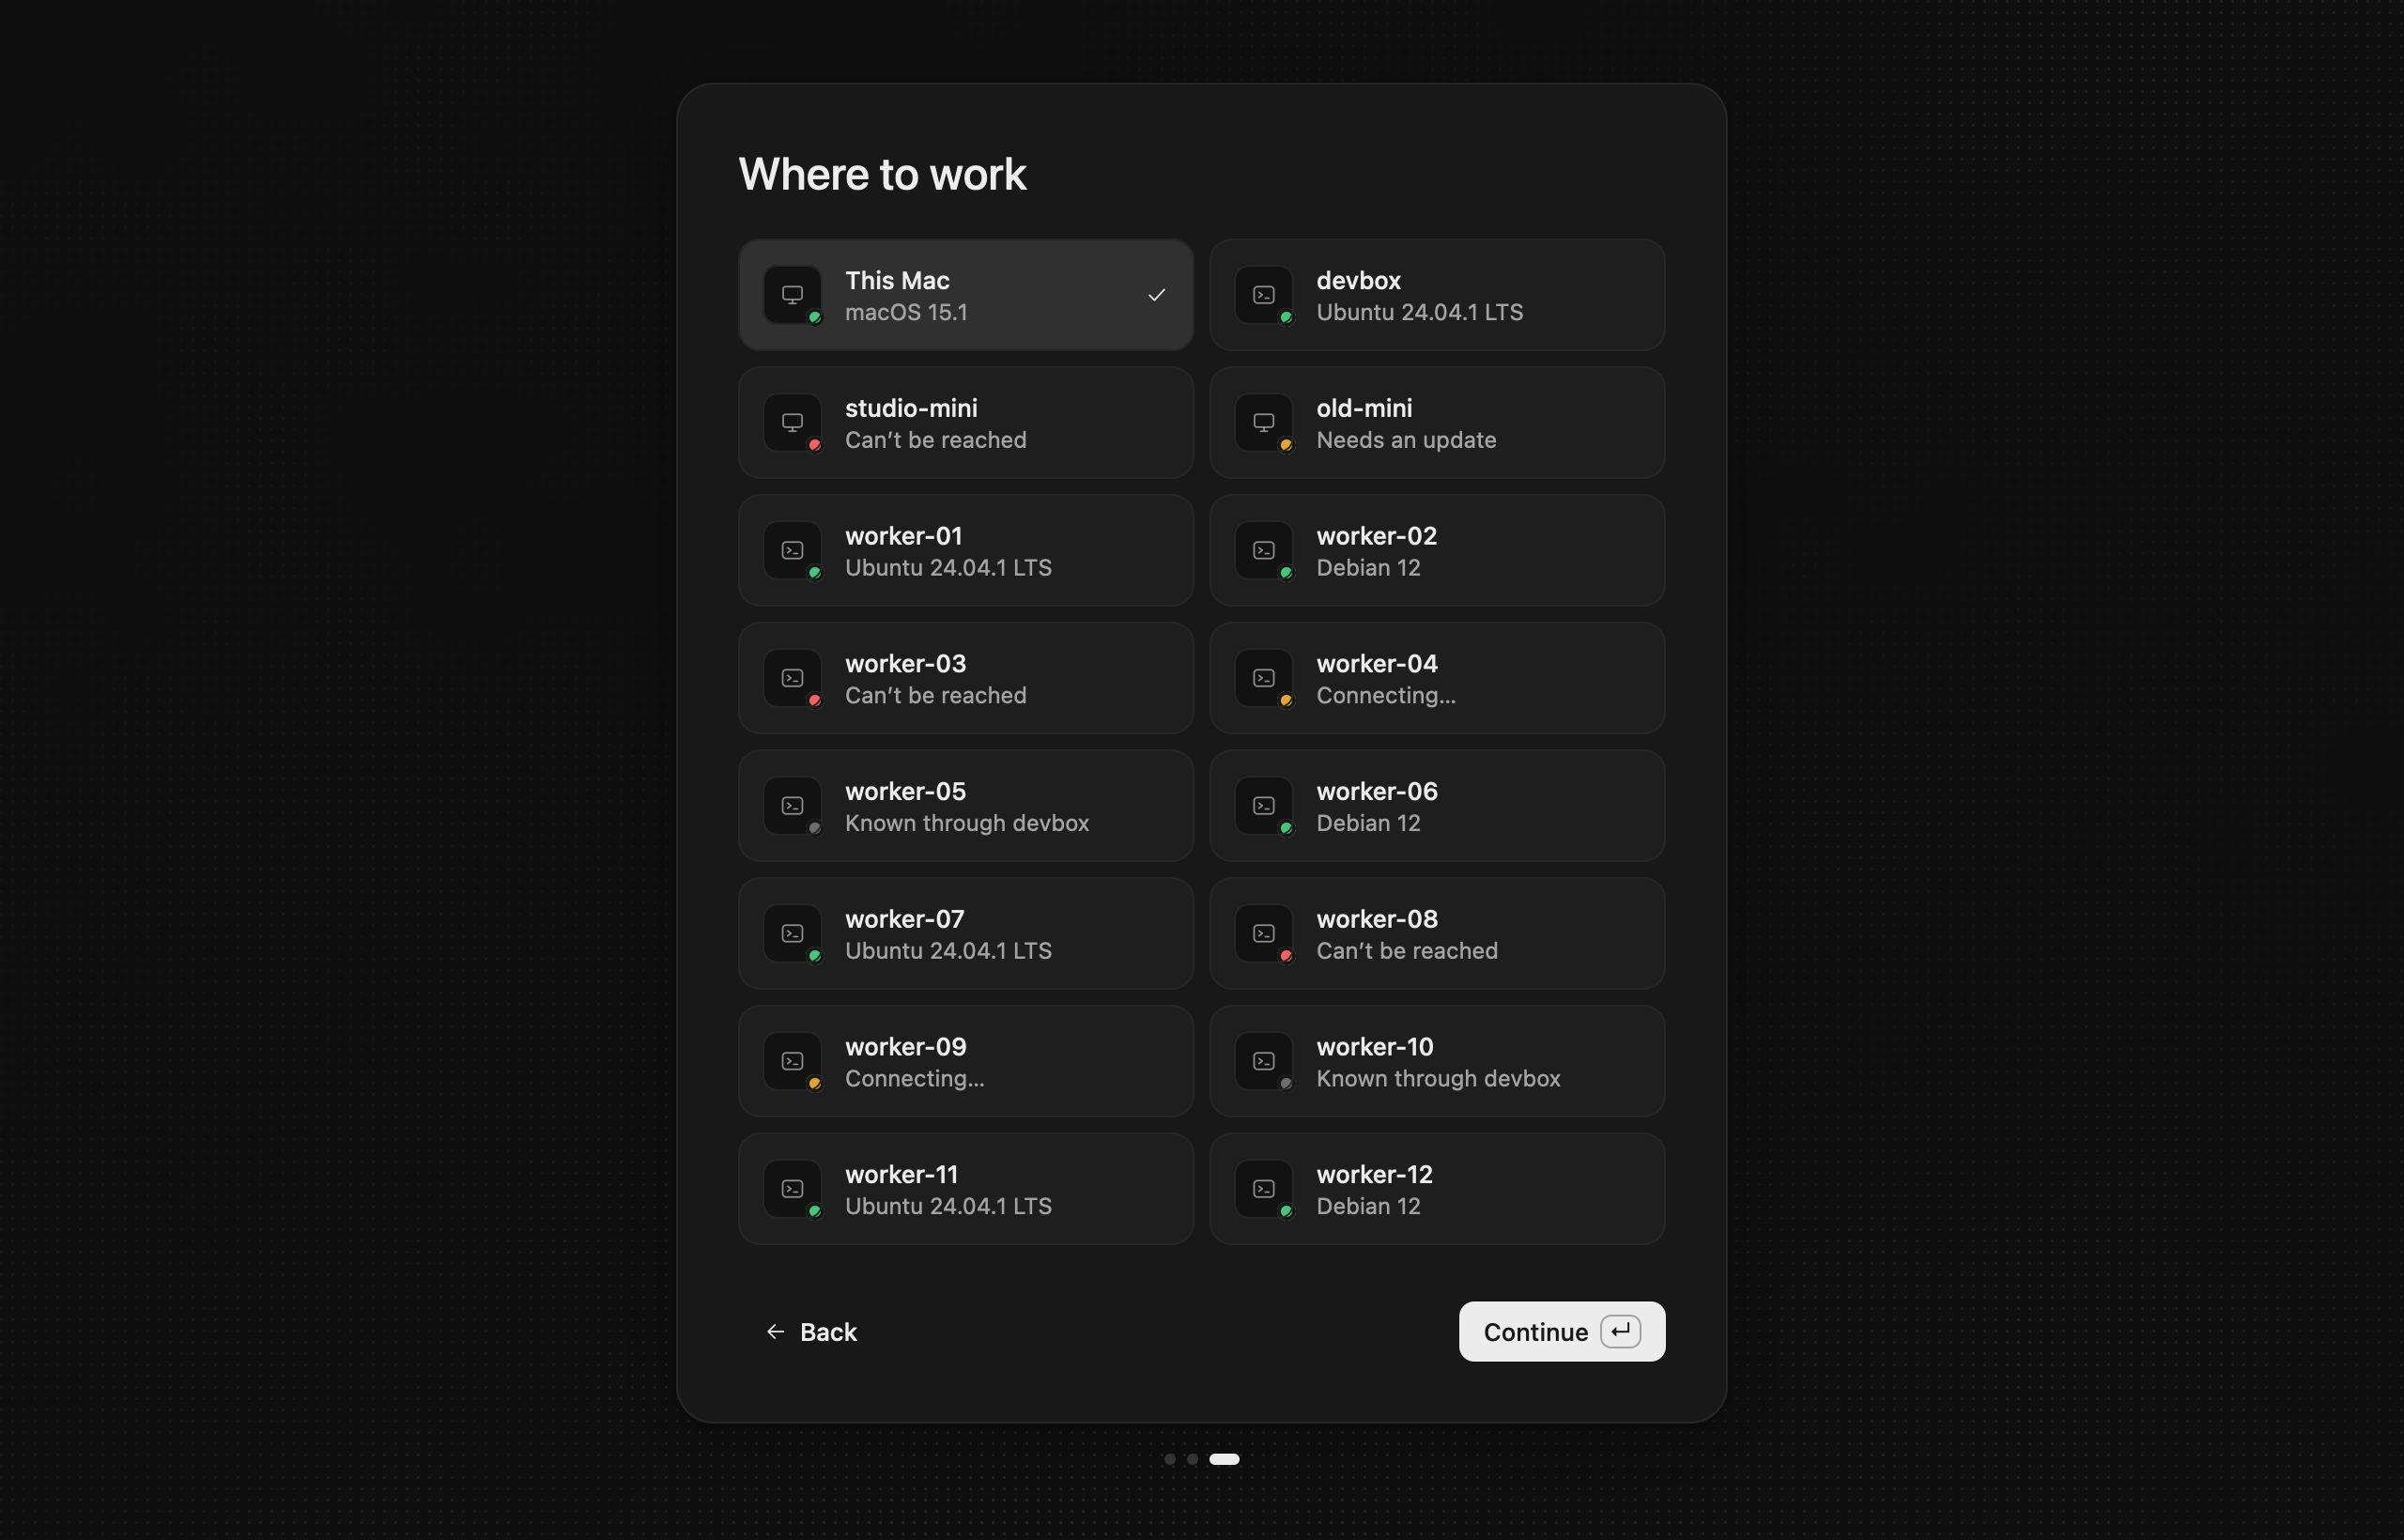 Where to work
This Mac
macOS 15.1
devbox
Ubuntu 24.04.1 LTS
studio-mini
Can’t be reached
old-mini
Needs an update
worker-01
Ubuntu 24.04.1 LTS
worker-02
Debian 12
worker-03
Can’t be reached
worker-04
Connecting...
worker-05
Known through devbox
worker-06
Debian 12
worker-07
Ubuntu 24.04.1 LTS
worker-08
Can’t be reached
worker-09
Connecting...
worker-10
Known through devbox
worker-11
Ubuntu 24.04.1 LTS
worker-12
Debian 12
Back
Continue